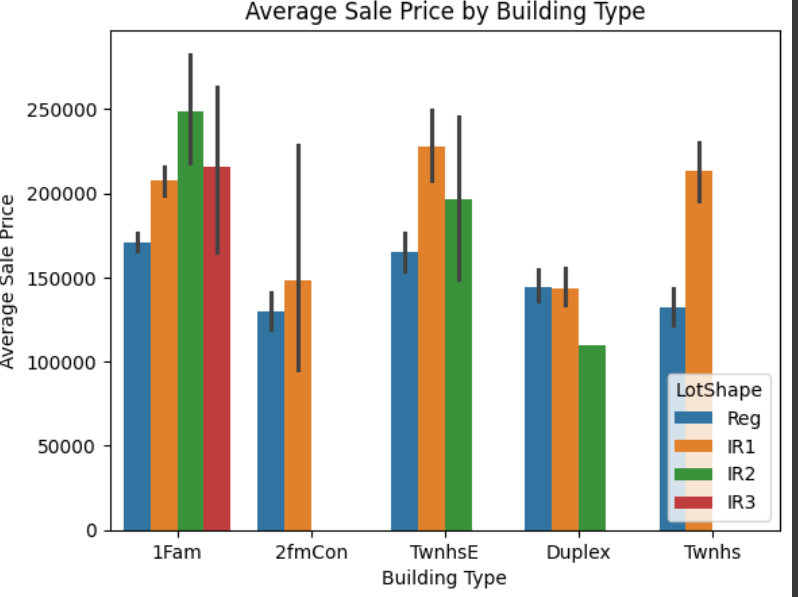 Average Sale Price by Building Type
Average Sale Price
250000
200000
150000
100000
50000
0
1Fam 2fmCon TwnhsE Duplex Twnhs
Building Type
LotShape
Reg
IR1
IR2
IR3